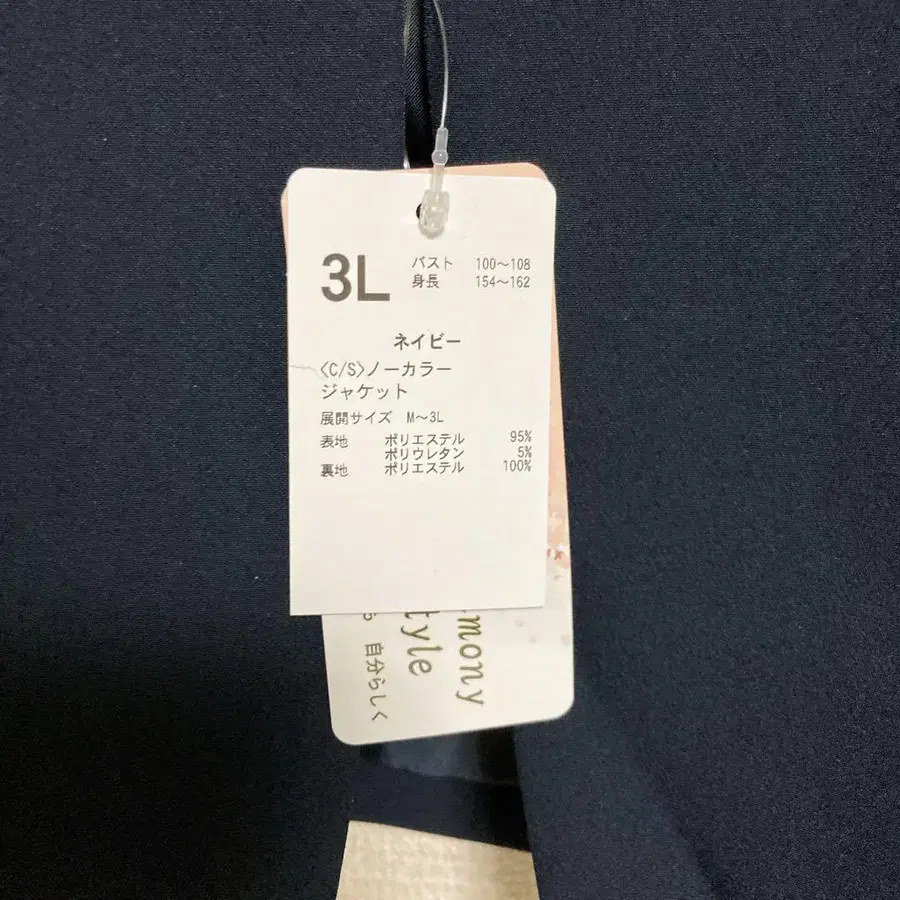 3L
バスト 100～108
身長 154～162
ネイビー
〈C/S〉ノーカラー
ジャケット
展開サイズ M～3L
表地 ポリエステル 95%
ポリウレタン 5%
裏地 ポリエステル 100%
mony
tyle
自分らしく